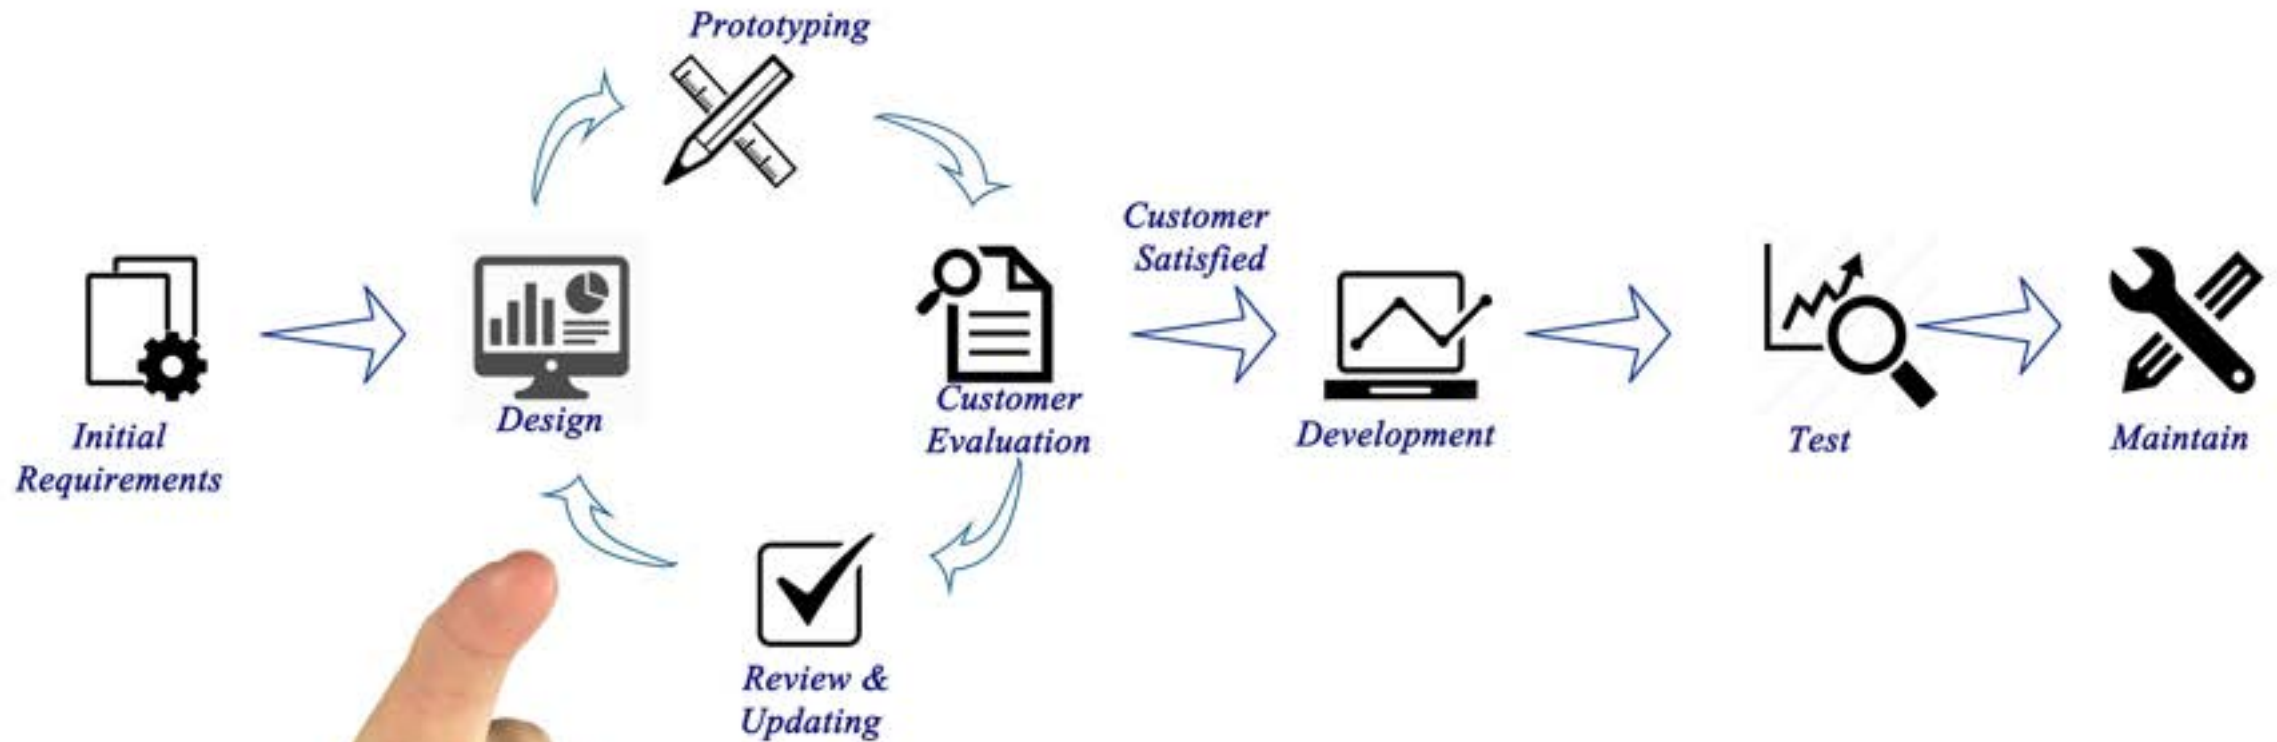 Prototyping
Customer
Satisfied
Initial
Requirements
Design
Customer
Evaluation
Development
Test
Maintain
Review &
Updating